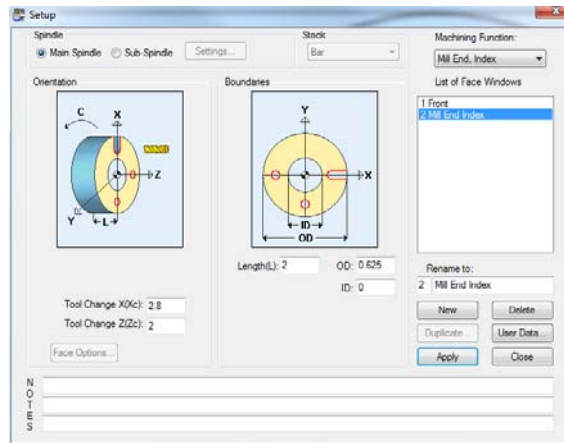 Setup
Spindle
Main Spindle
Sub-Spindle
Settings...
Stock
Bar
Machining Function:
Mill End, Index
Orientation
C
X
Z
Y
L
Boundaries
Y
X
ID
OD
Length(L): 2
OD: 0.625
ID: 0
Tool Change X(Xc): 2.8
Tool Change Z(Zc): 2
Face Options...
List of Face Windows
1 Front
2 Mill End Index
Rename to:
2 Mill End Index
New
Delete
Duplicate...
User Data...
Apply
Close
NOTES